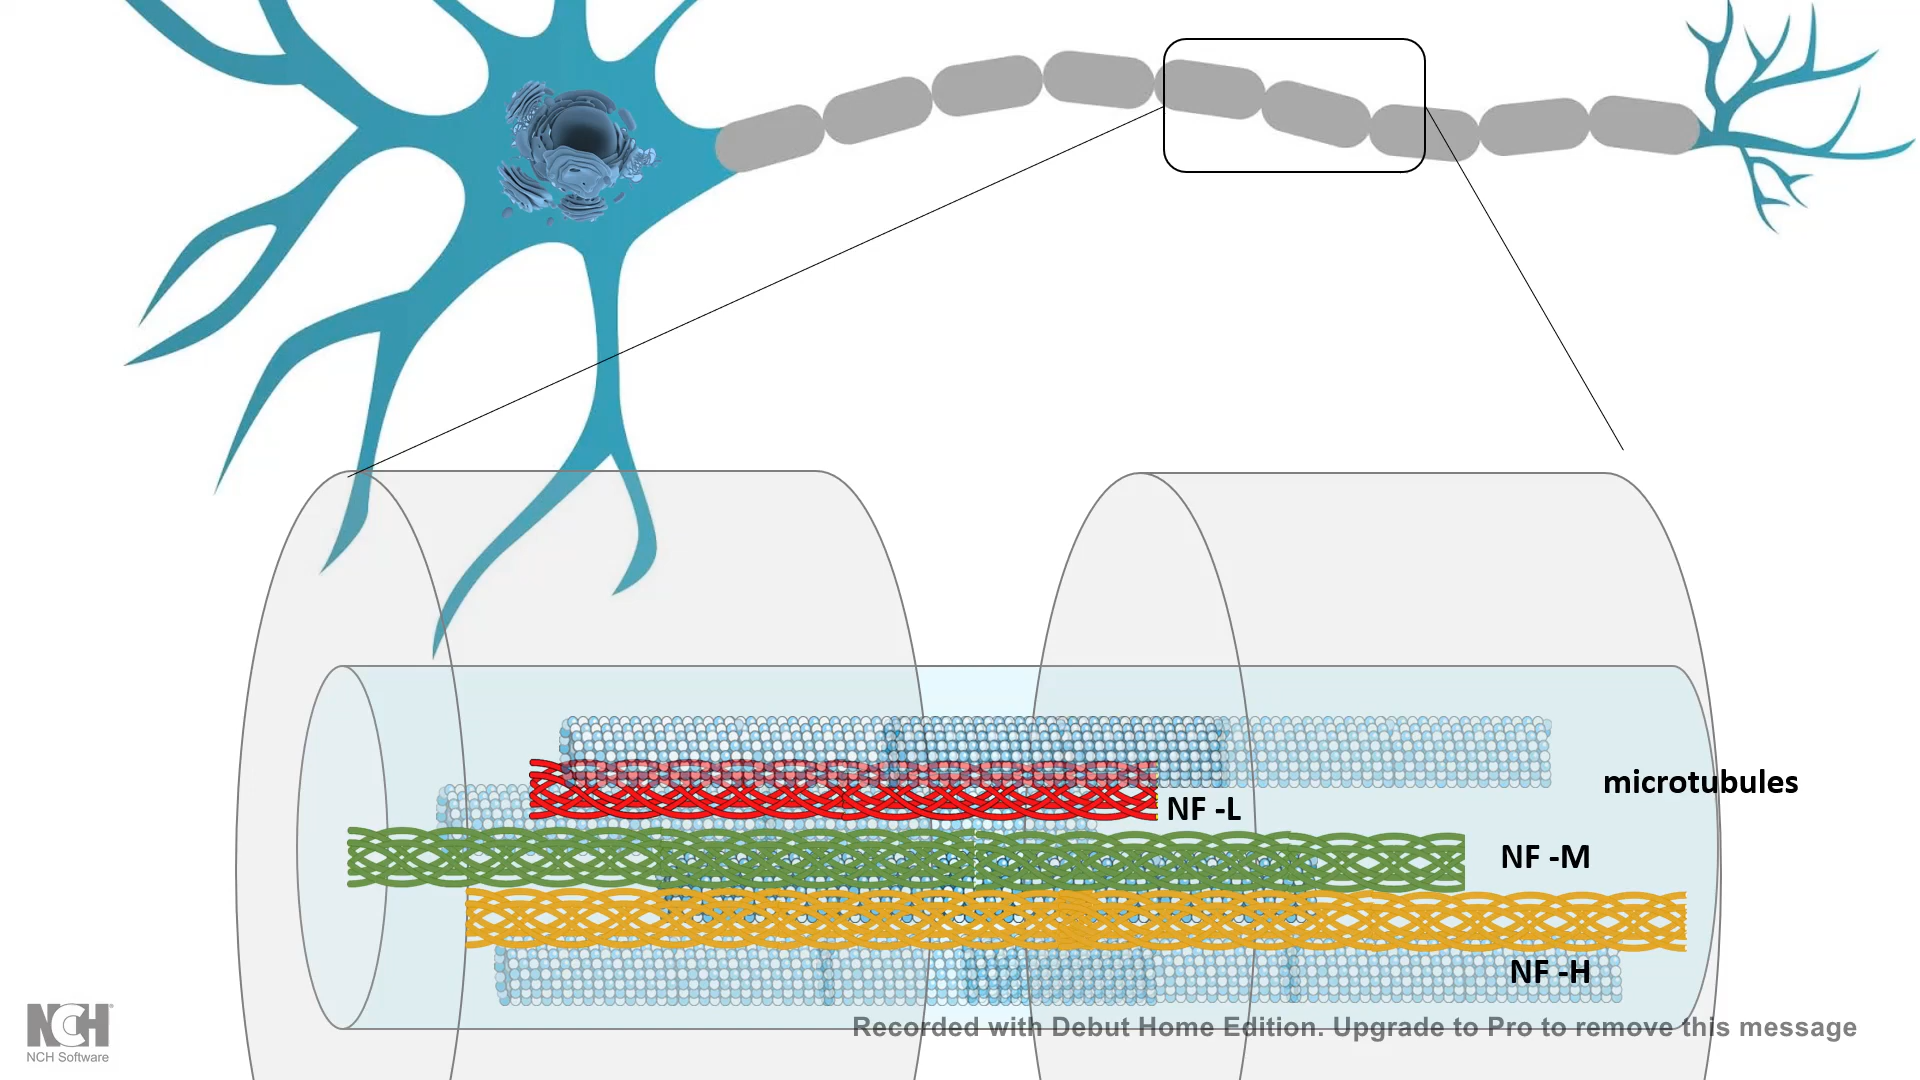 microtubules
NF -L
NF -M
NF -H
Recorded with Debut Home Edition. Upgrade to Pro to remove this message
NCH
NCH Software